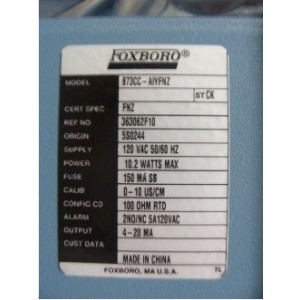 FOXBORO®
MODEL 873CC-AIYFNZ
ST CK
CERT SPEC FNZ
REF NO 363062F10
ORIGIN 5S0244
SUPPLY 120 VAC 50/60 HZ
POWER 10.2 WATTS MAX
FUSE 150 MA SB
CALIB 0-10 US/CM
CONFIG CD 100 OHM RTD
ALARM 2NO/NC 5A120VAC
OUTPUT 4-20 MA
CUST DATA
MADE IN CHINA
FOXBORO, MA U.S.A.